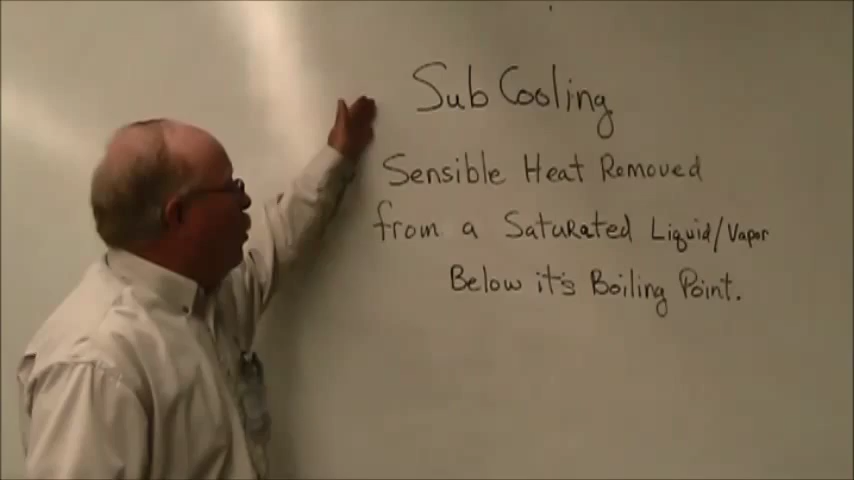 Sub Cooling
Sensible Heat Removed
from a Saturated Liquid/Vapor
Below it's Boiling Point.